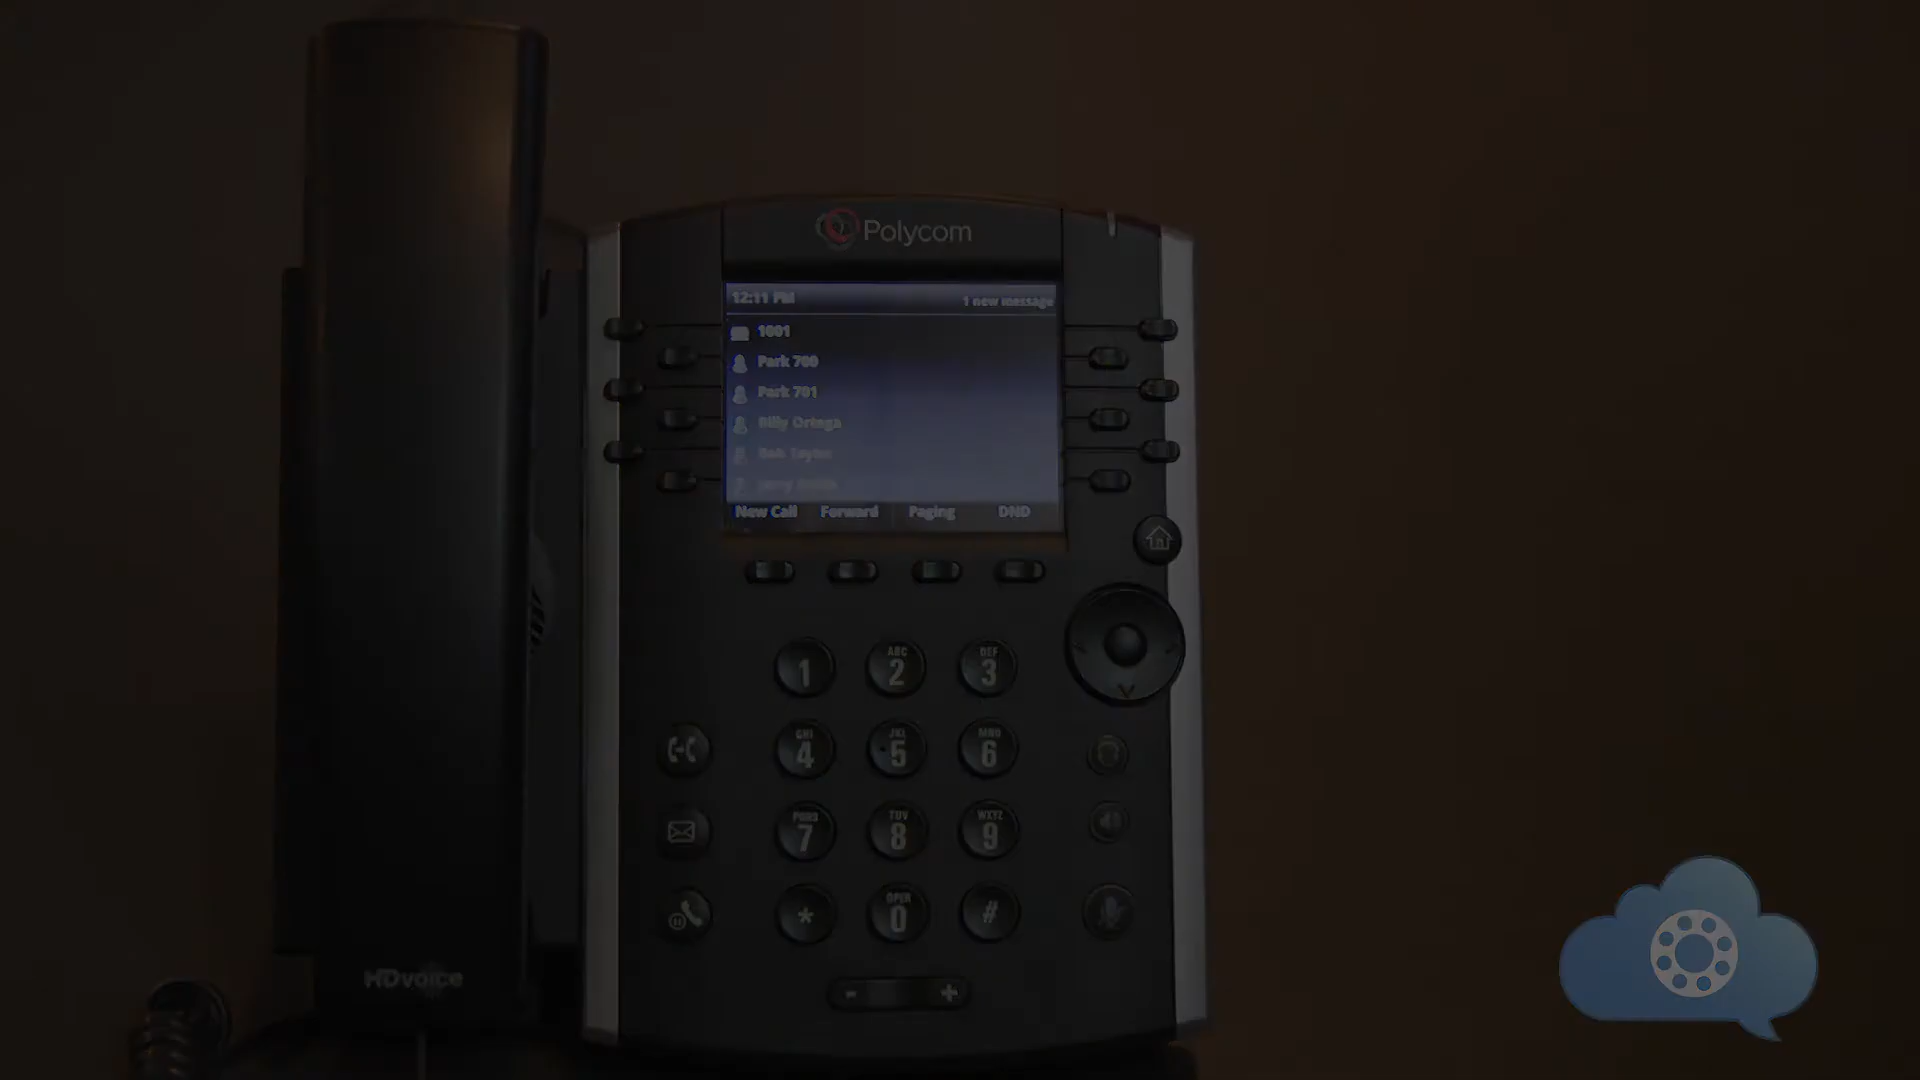 Polycom
12:11 PM
1 new message
1001
Park 700
Park 701
Billy Ortega
Bob Taylor
New Call Forward Paging DND
1
ABC
2
DEF
3
GHI
4
JKL
5
MNO
6
PQRS
7
TUV
8
WXYZ
9
*
OPER
0
#
HDvoice
- +